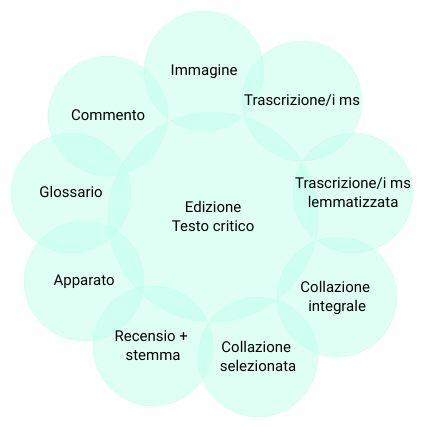 Immagine
Trascrizione/i ms
Trascrizione/i ms
lemmatizzata
Collazione
integrale
Collazione
selezionata
Recensio +
stemma
Apparato
Glossario
Commento
Edizione
Testo critico